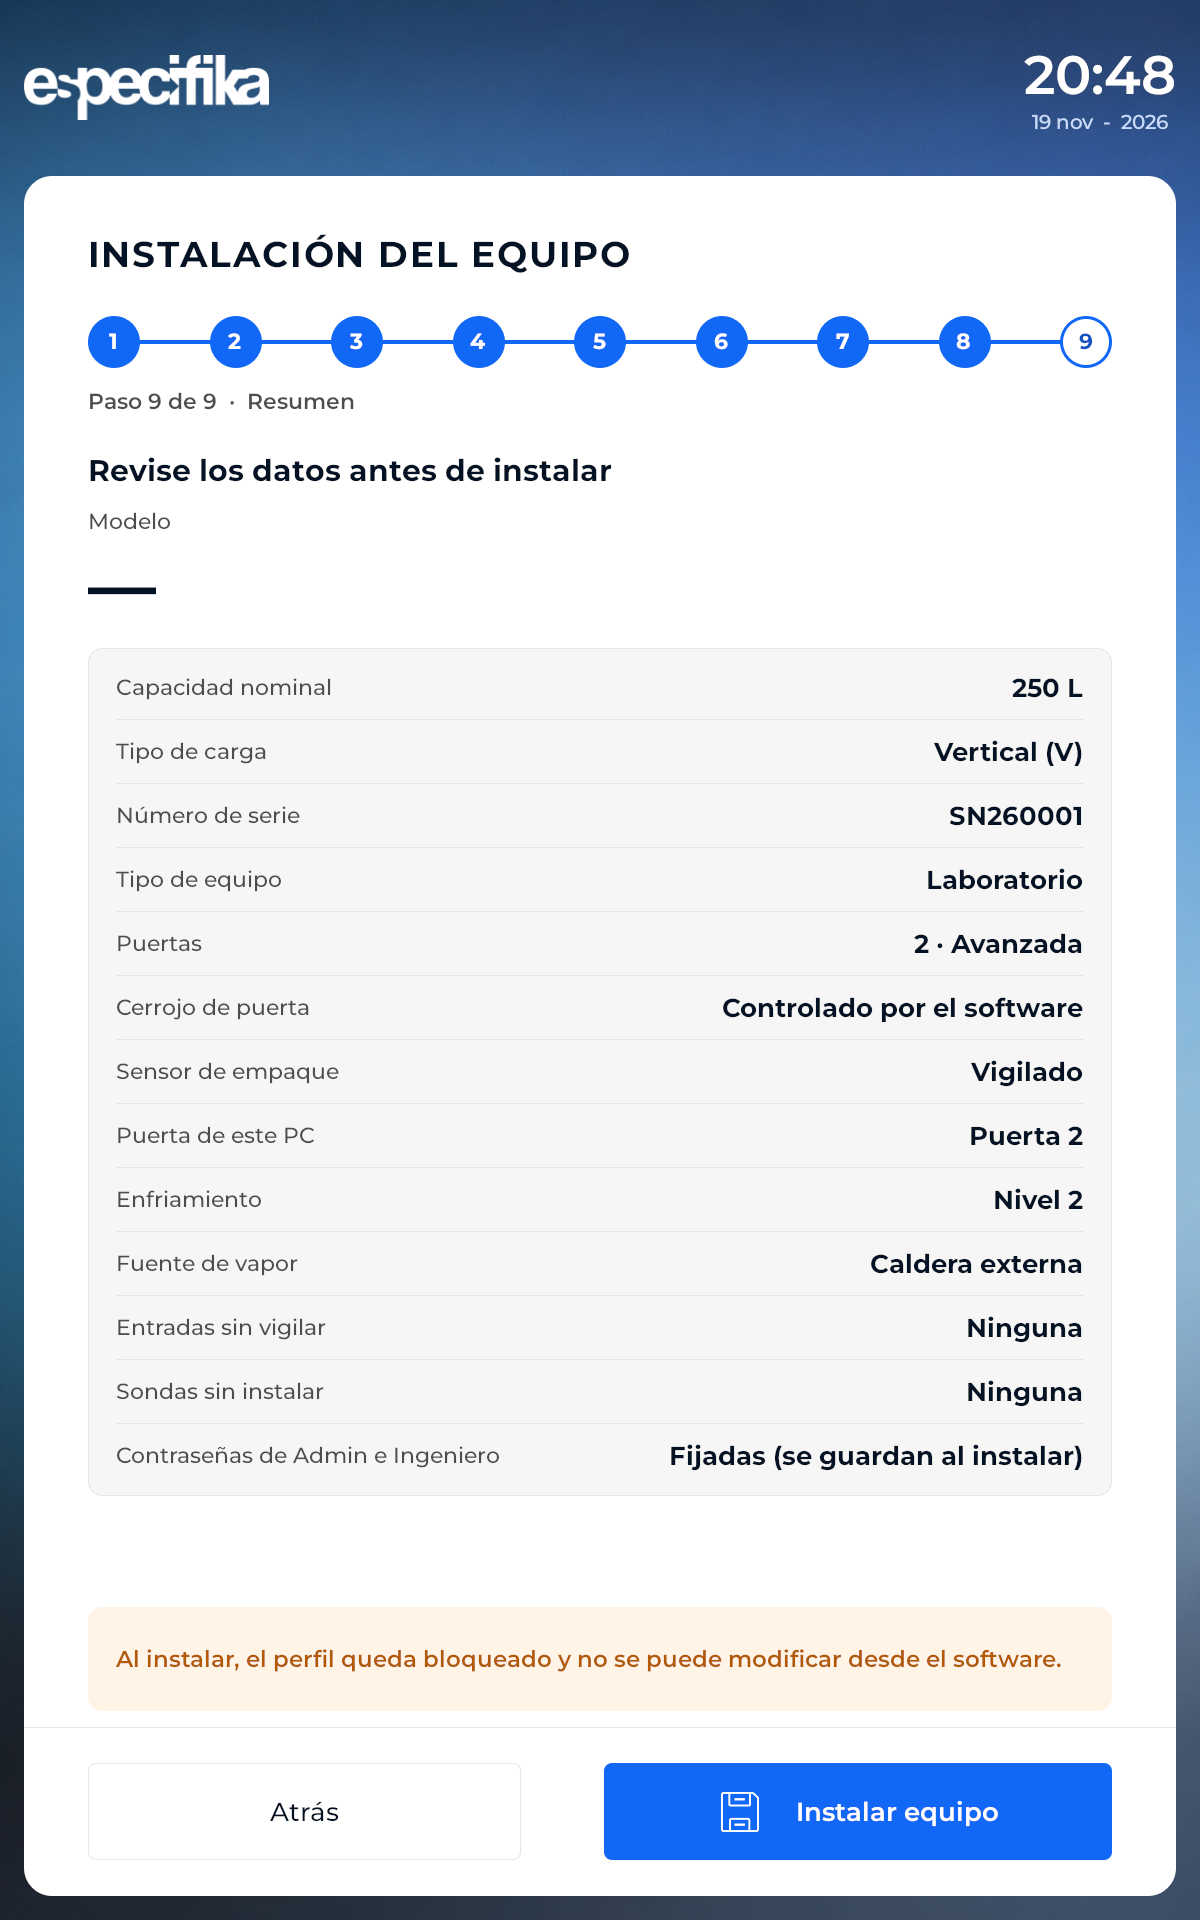 especifika
20:48
19 nov - 2026
INSTALACIÓN DEL EQUIPO
1 2 3 4 5 6 7 8 9
Paso 9 de 9 · Resumen
Revise los datos antes de instalar
Modelo
—
Capacidad nominal 250 L
Tipo de carga Vertical (V)
Número de serie SN260001
Tipo de equipo Laboratorio
Puertas 2 · Avanzada
Cerrojo de puerta Controlado por el software
Sensor de empaque Vigilado
Puerta de este PC Puerta 2
Enfriamiento Nivel 2
Fuente de vapor Caldera externa
Entradas sin vigilar Ninguna
Sondas sin instalar Ninguna
Contraseñas de Admin e Ingeniero Fijadas (se guardan al instalar)
Al instalar, el perfil queda bloqueado y no se puede modificar desde el software.
Atrás Instalar equipo